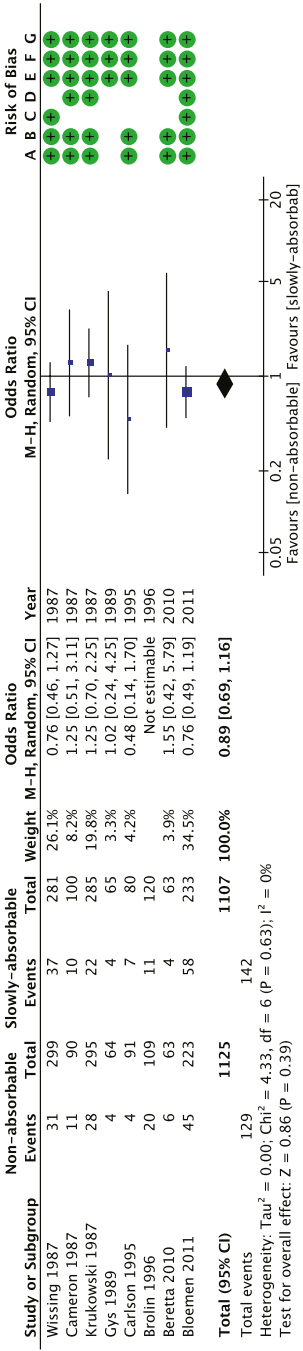 Non-absorbable Slowly-absorbable Odds Ratio Odds Ratio Risk of Bias
Study or Subgroup Events Total Events Total Weight M-H, Random, 95% CI Year M-H, Random, 95% CI A B C D E F G
Wissing 1987 31 299 37 281 26.1% 0.76 [0.46, 1.27] 1987
Cameron 1987 11 90 10 100 8.2% 1.25 [0.51, 3.11] 1987
Krukowski 1987 28 295 22 285 19.8% 1.25 [0.70, 2.25] 1987
Gys 1989 4 64 4 65 3.3% 1.02 [0.24, 4.25] 1989
Carlson 1995 4 91 7 80 4.2% 0.48 [0.14, 1.70] 1995
Brolin 1996 20 109 11 120 Not estimable 1996
Beretta 2010 6 63 4 63 3.9% 1.55 [0.42, 5.79] 2010
Bloemen 2011 45 223 58 233 34.5% 0.76 [0.49, 1.19] 2011
Total (95% CI) 1125 1107 100.0% 0.89 [0.69, 1.16]
Total events 129 142
Heterogeneity: Tau² = 0.00; Chi² = 4.33, df = 6 (P = 0.63); I² = 0%
Test for overall effect: Z = 0.86 (P = 0.39)
0.05 0.2 1 5 20
Favours [non-absorbable] Favours [slowly-absorbab]